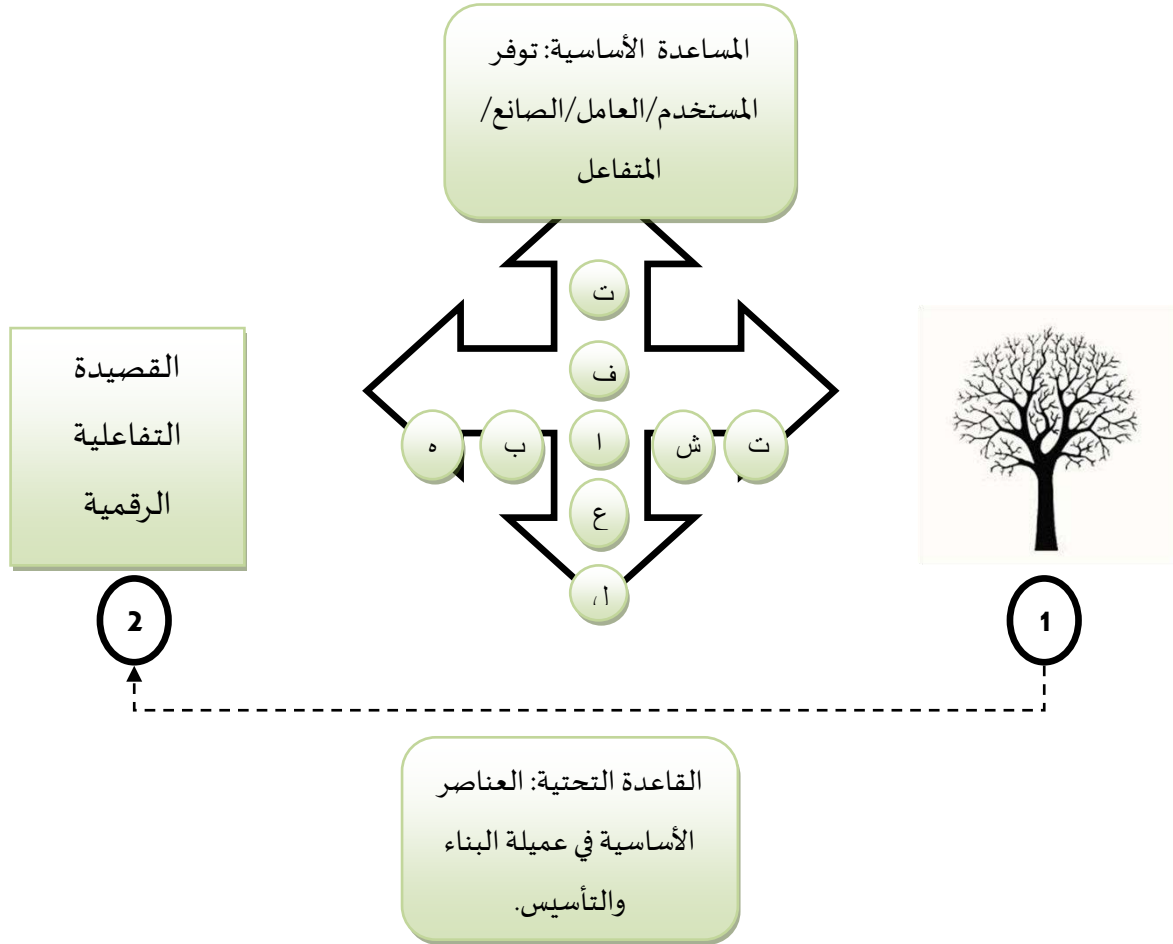 المساعدة الأساسية: توفر
المستخدم/العامل/الصانع/
المتفاعل
ت
ف
ت ش ا ب ه
ع
ل
القصيدة
التفاعلية
الرقمية
1
2
القاعدة التحتية: العناصر
الأساسية في عميلة البناء
والتأسيس.